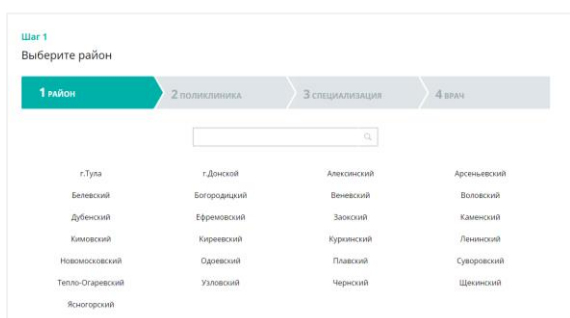 Шаг 1
Выберите район
1 РАЙОН 2 ПОЛИКЛИНИКА 3 СПЕЦИАЛИЗАЦИЯ 4 ВРАЧ
г.Тула г.Донской Алексинский Арсеньевский
Белевский Богородицкий Веневский Воловский
Дубенский Ефремовский Заокский Каменский
Кимовский Киреевский Куркинский Ленинский
Новомосковский Одоевский Плавский Суворовский
Тепло-Огаревский Узловский Чернский Щекинский
Ясногорский